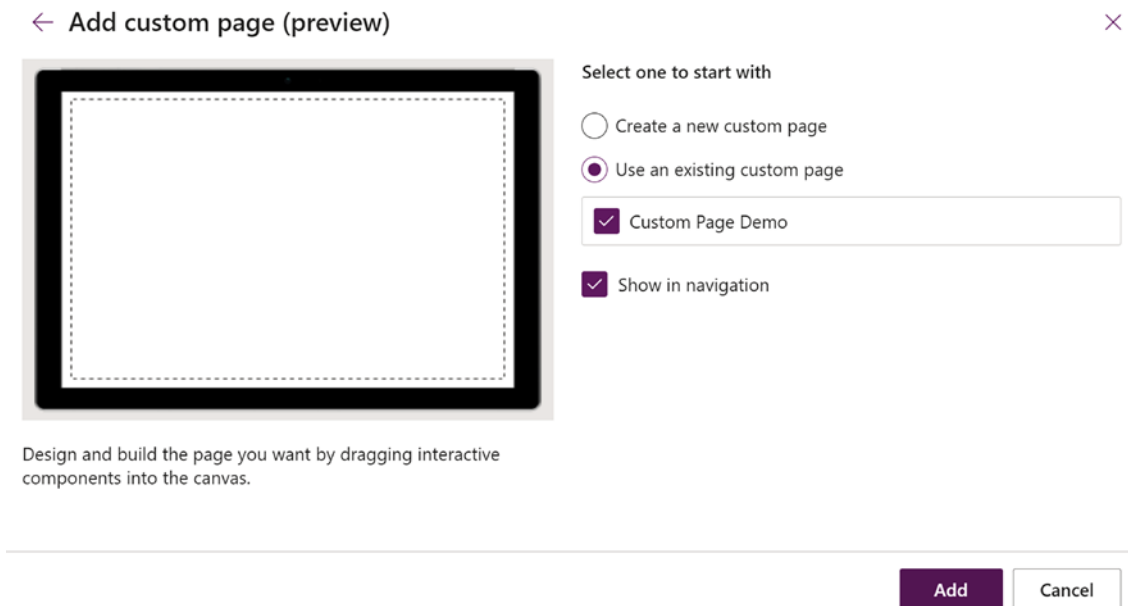 Add custom page (preview)
Select one to start with
Create a new custom page
Use an existing custom page
Custom Page Demo
Show in navigation
Design and build the page you want by dragging interactive
components into the canvas.
Add
Cancel